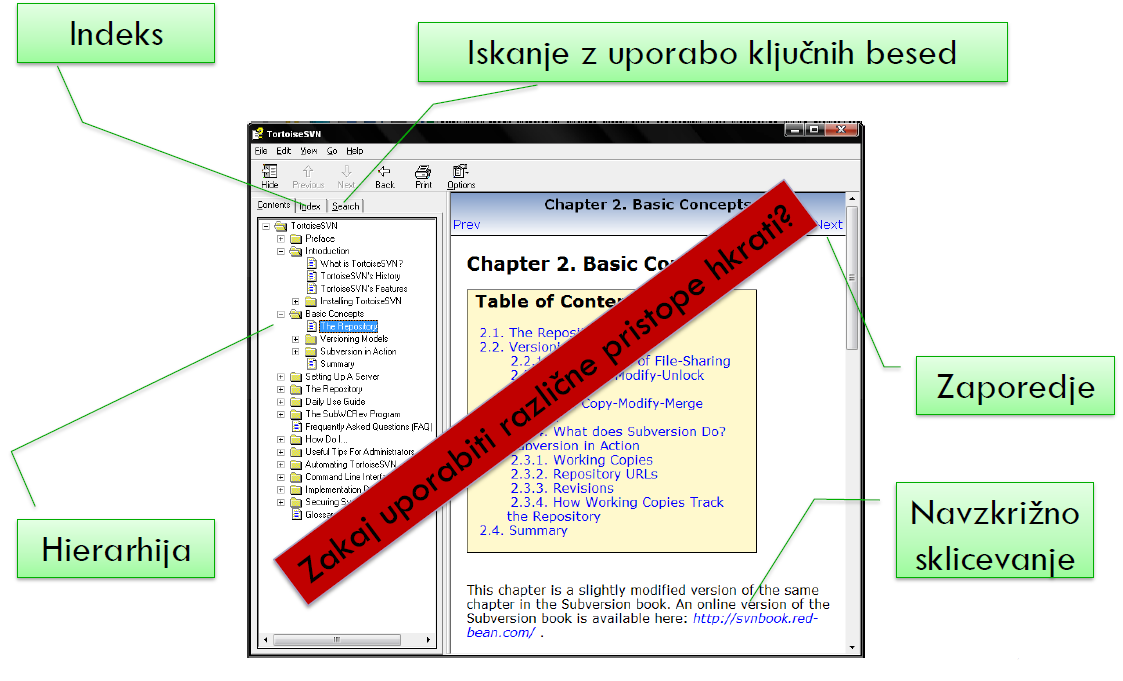 Indeks
Iskanje z uporabo ključnih besed
TortoiseSVN
File Edit View Go Help
Hide Previous Next Back Print Options
Contents Index Search
TortoiseSVN
Preface
Introduction
What is TortoiseSVN?
TortoiseSVN's History
TortoiseSVN's Features
Installing TortoiseSVN
Basic Concepts
The Repository
Versioning Models
Subversion in Action
Summary
Setting Up A Server
The Repository
Daily Use Guide
The SubWCRev Program
Frequently Asked Questions (FAQ)
How Do I...
Useful Tips For Administrators
Automating TortoiseSVN
Command Line Interf
Implementation D
Securing S
Glossar
Chapter 2. Basic Concepts
Prev Next
Chapter 2. Basic Co
Table of Conte
2.1. The Reposit
2.2. Version
2.2.1 of File-Sharing
Modify-Unlock
Copy-Modify-Merge
What does Subversion Do?
ubversion in Action
2.3.1. Working Copies
2.3.2. Repository URLs
2.3.3. Revisions
2.3.4. How Working Copies Track
the Repository
2.4. Summary
This chapter is a slightly modified version of the same
chapter in the Subversion book. An online version of the
Subversion book is available here: http://svnbook.red-
bean.com/ .
Zakaj uporabiti različne pristope hkrati?
Zaporedje
Navzkrižno
sklicevanje
Hierarhija